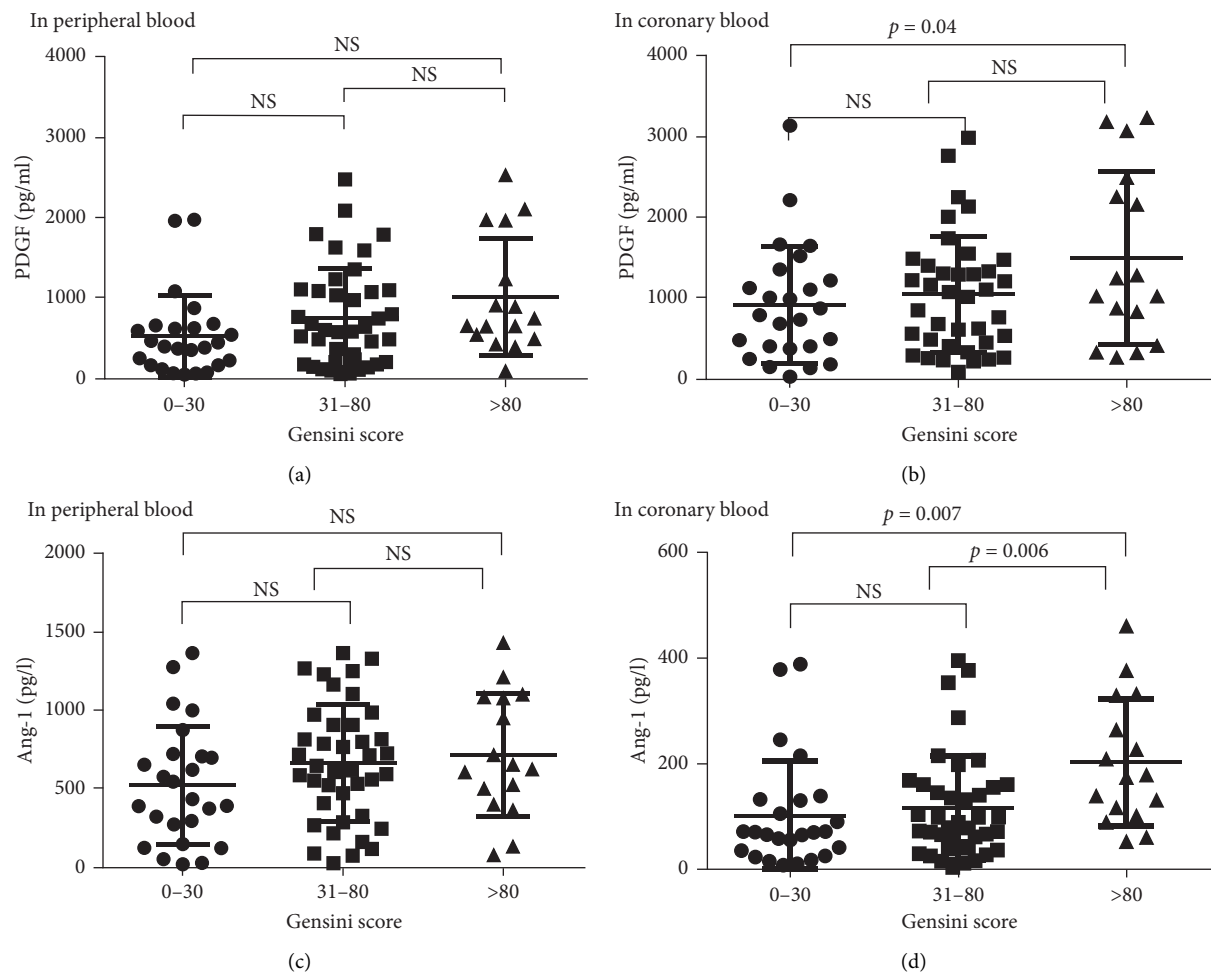 In peripheral blood
NS
NS
NS
4000
3000
2000
1000
0
PDGF (pg/ml)
0–30
31–80
>80
Gensini score
(a)
In coronary blood
p = 0.04
NS
NS
4000
3000
2000
1000
0
PDGF (pg/ml)
0–30
31–80
>80
Gensini score
(b)
In peripheral blood
NS
NS
NS
2000
1500
1000
500
0
Ang-1 (pg/l)
0–30
31–80
>80
Gensini score
(c)
In coronary blood
p = 0.007
p = 0.006
NS
600
400
200
0
Ang-1 (pg/l)
0–30
31–80
>80
Gensini score
(d)